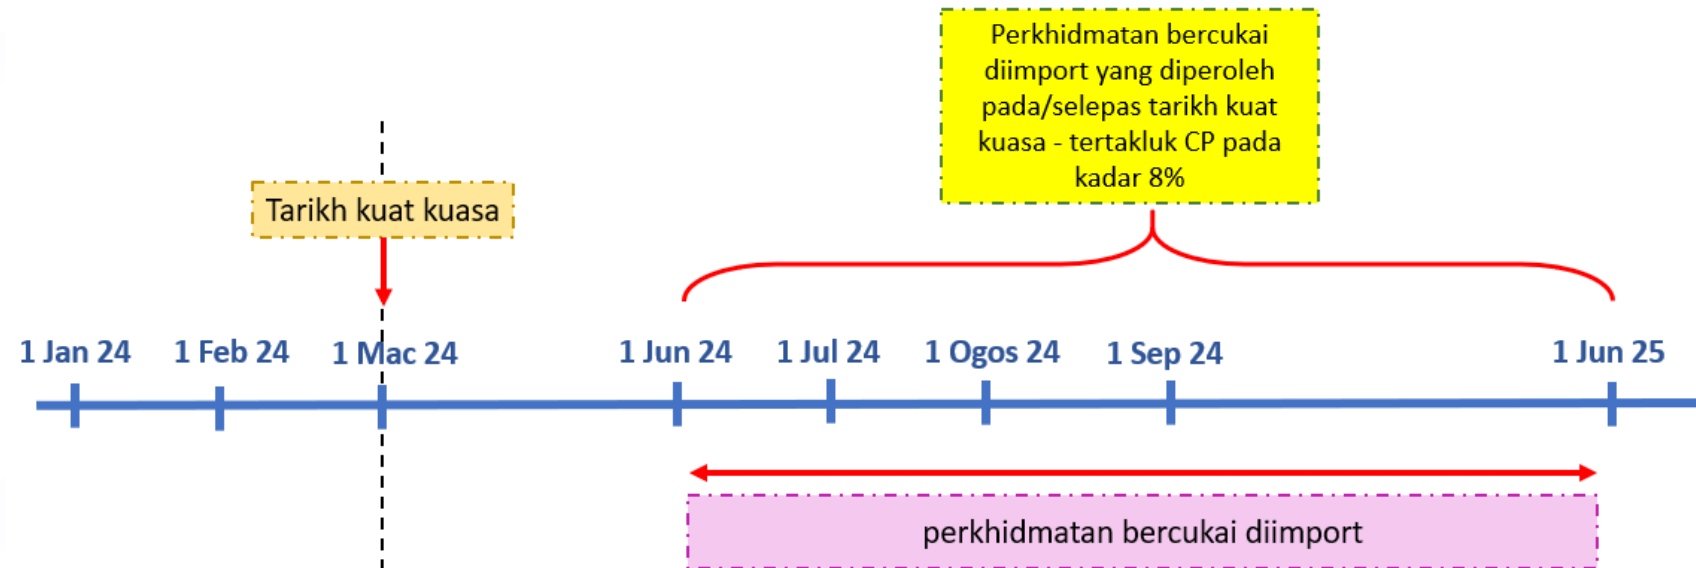 Perkhidmatan bercukai
diimport yang diperoleh
pada/selepas tarikh kuat
kuasa - tertakluk CP pada
kadar 8%
Tarikh kuat kuasa
1 Jan 24
1 Feb 24
1 Mac 24
1 Jun 24
1 Jul 24
1 Ogos 24
1 Sep 24
1 Jun 25
perkhidmatan bercukai diimport